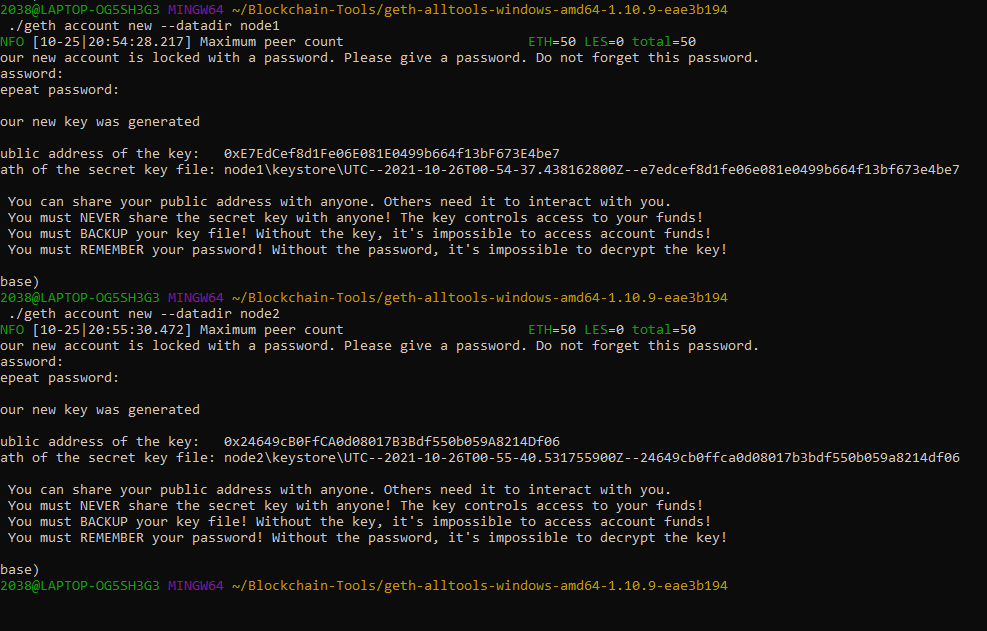 2038@LAPTOP-OG5SH3G3 MINGW64 ~/Blockchain-Tools/geth-alltools-windows-amd64-1.10.9-eae3b194
./geth account new --datadir node1
NFO [10-25|20:54:28.217] Maximum peer count ETH=50 LES=0 total=50
our new account is locked with a password. Please give a password. Do not forget this password.
assword:
epeat password:
our new key was generated
ublic address of the key: 0xE7EdCef8d1Fe06E081E0499b664f13bF673E4be7
ath of the secret key file: node1\keystore\UTC--2021-10-26T00-54-37.438162800Z--e7edcef8d1fe06e081e0499b664f13bf673e4be7
You can share your public address with anyone. Others need it to interact with you.
You must NEVER share the secret key with anyone! The key controls access to your funds!
You must BACKUP your key file! Without the key, it's impossible to access account funds!
You must REMEMBER your password! Without the password, it's impossible to decrypt the key!
base)
2038@LAPTOP-OG5SH3G3 MINGW64 ~/Blockchain-Tools/geth-alltools-windows-amd64-1.10.9-eae3b194
./geth account new --datadir node2
NFO [10-25|20:55:30.472] Maximum peer count ETH=50 LES=0 total=50
our new account is locked with a password. Please give a password. Do not forget this password.
assword:
epeat password:
our new key was generated
ublic address of the key: 0x24649cB0FfCA0d08017B3Bdf550b059A8214Df06
ath of the secret key file: node2\keystore\UTC--2021-10-26T00-55-40.531755900Z--24649cb0ffca0d08017b3bdf550b059a8214df06
You can share your public address with anyone. Others need it to interact with you.
You must NEVER share the secret key with anyone! The key controls access to your funds!
You must BACKUP your key file! Without the key, it's impossible to access account funds!
You must REMEMBER your password! Without the password, it's impossible to decrypt the key!
base)
2038@LAPTOP-OG5SH3G3 MINGW64 ~/Blockchain-Tools/geth-alltools-windows-amd64-1.10.9-eae3b194